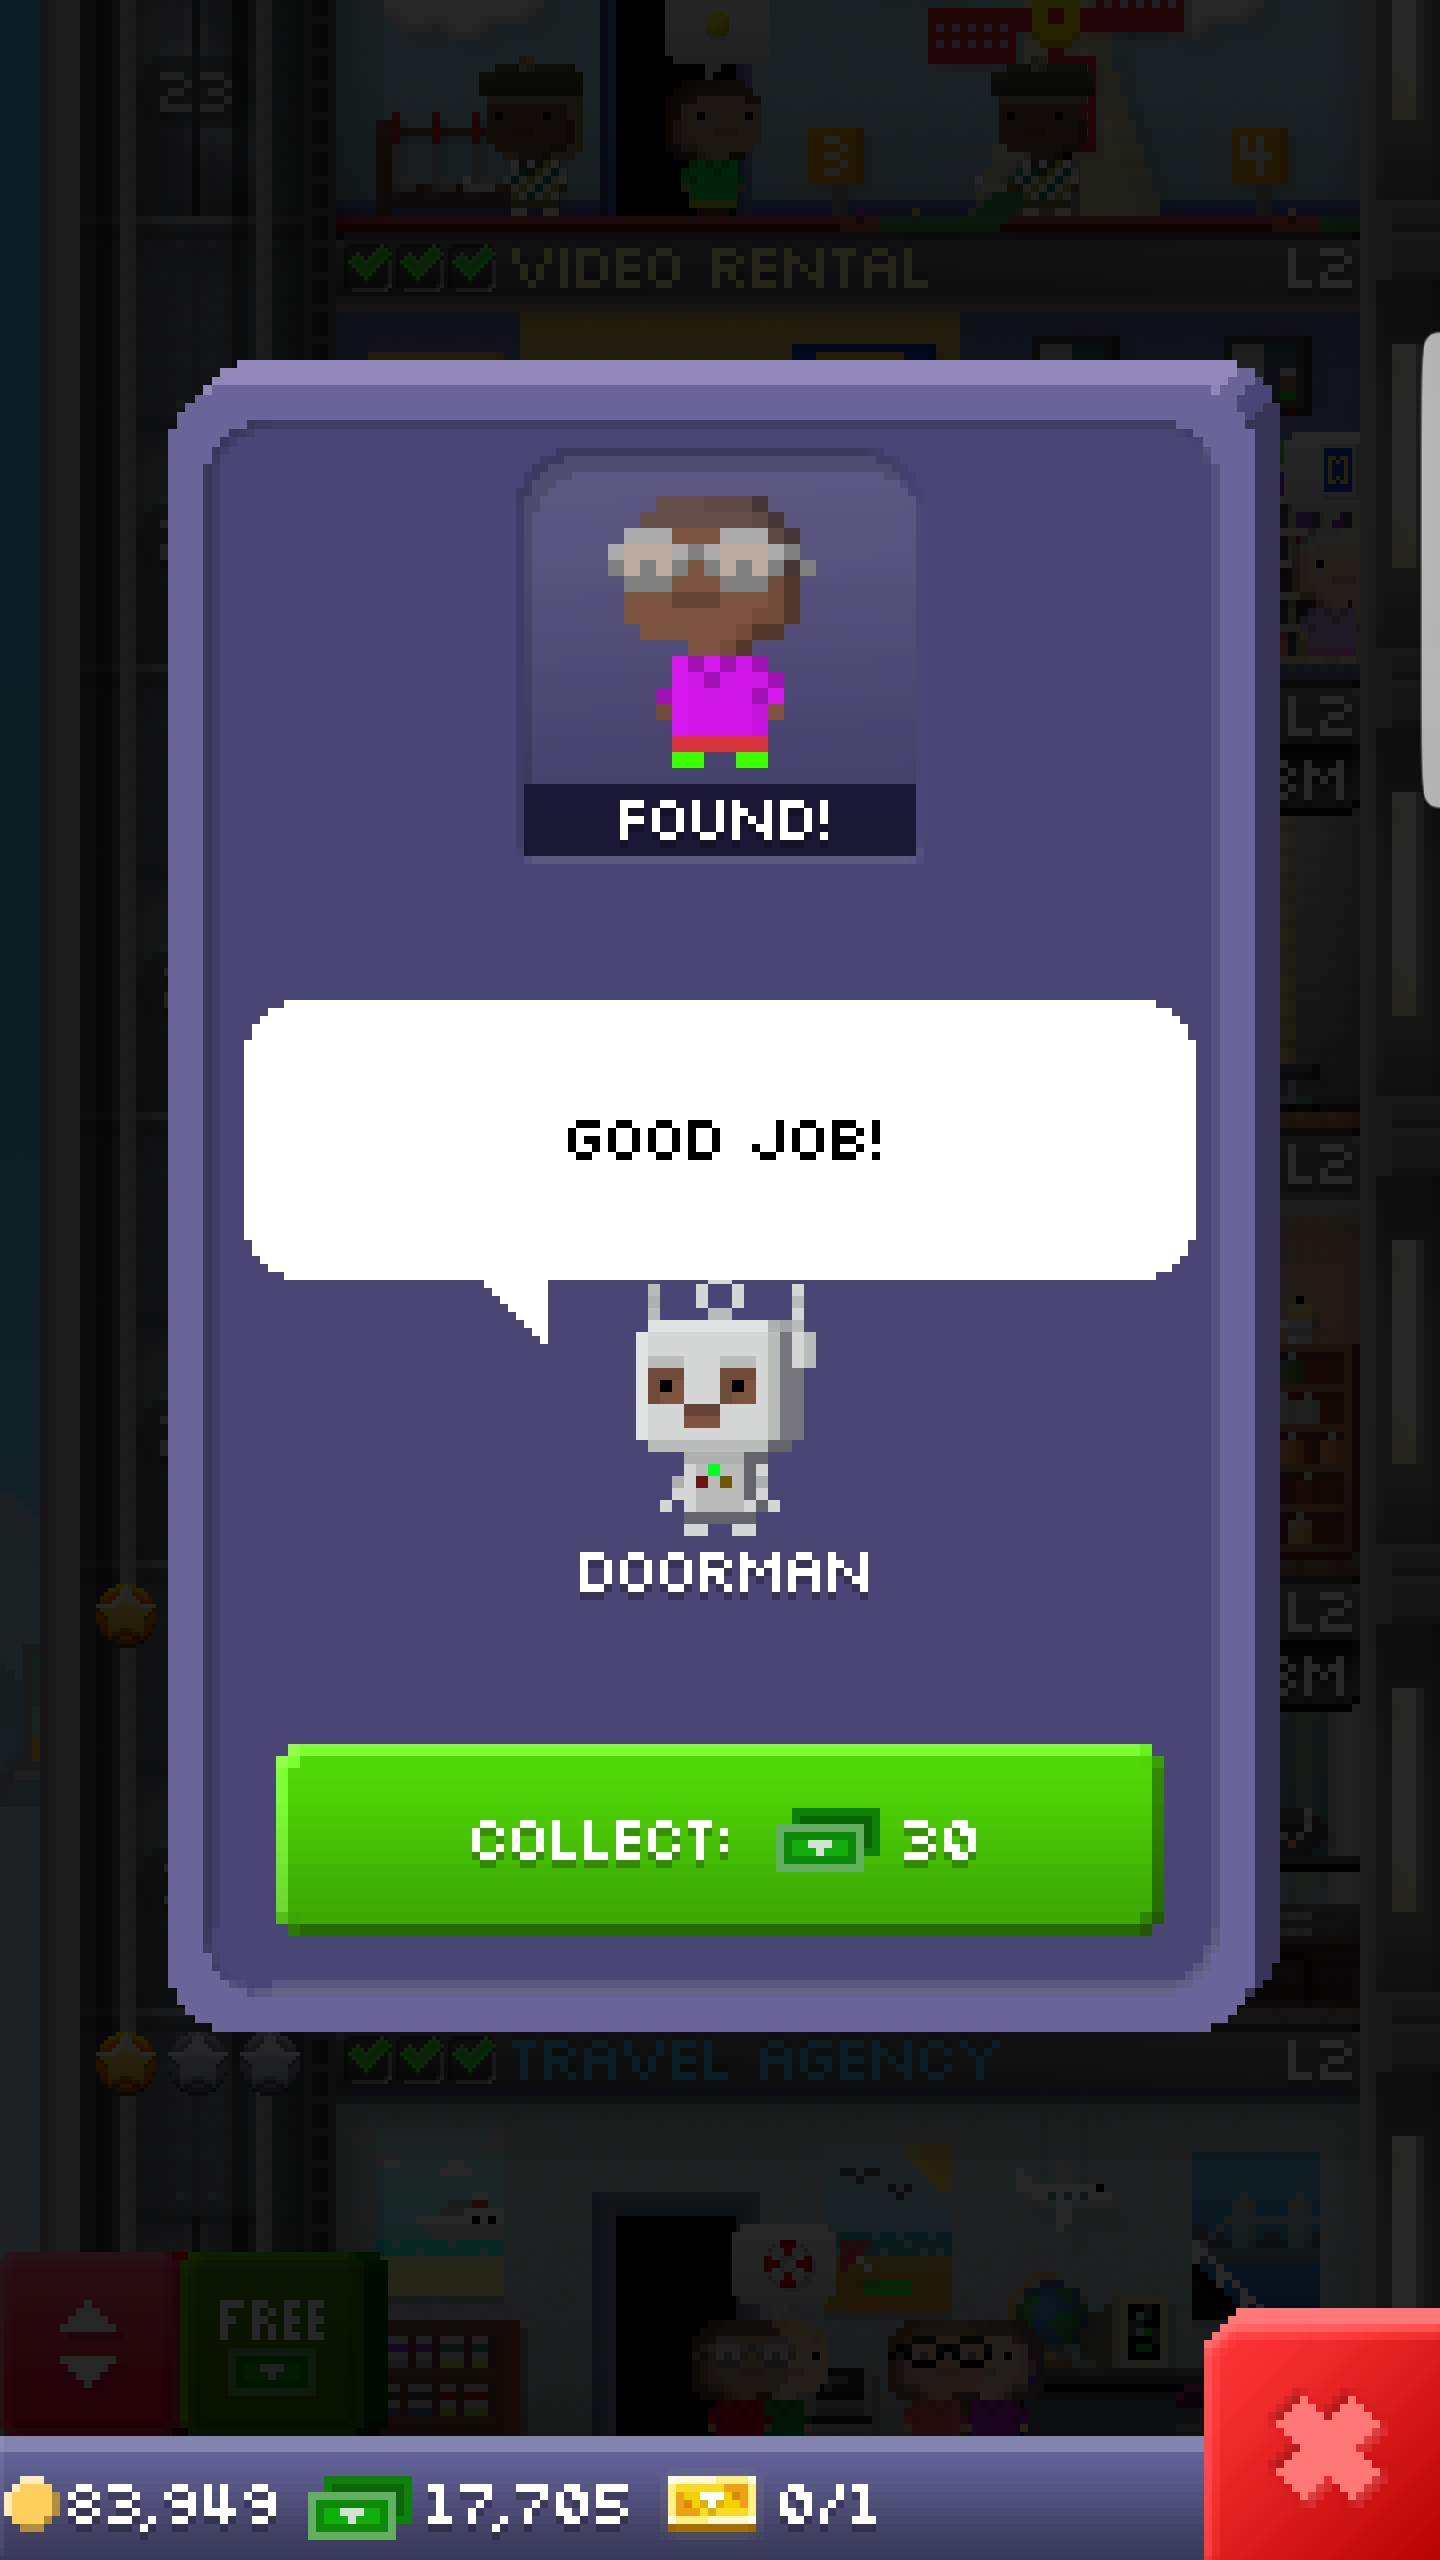 23
3
4
VIDEO RENTAL L2
L2
3M
FOUND!
GOOD JOB!
L2
DOORMAN
L2
3M
COLLECT: 30
TRAVEL AGENCY L2
FREE
83,949 17,705 0/1